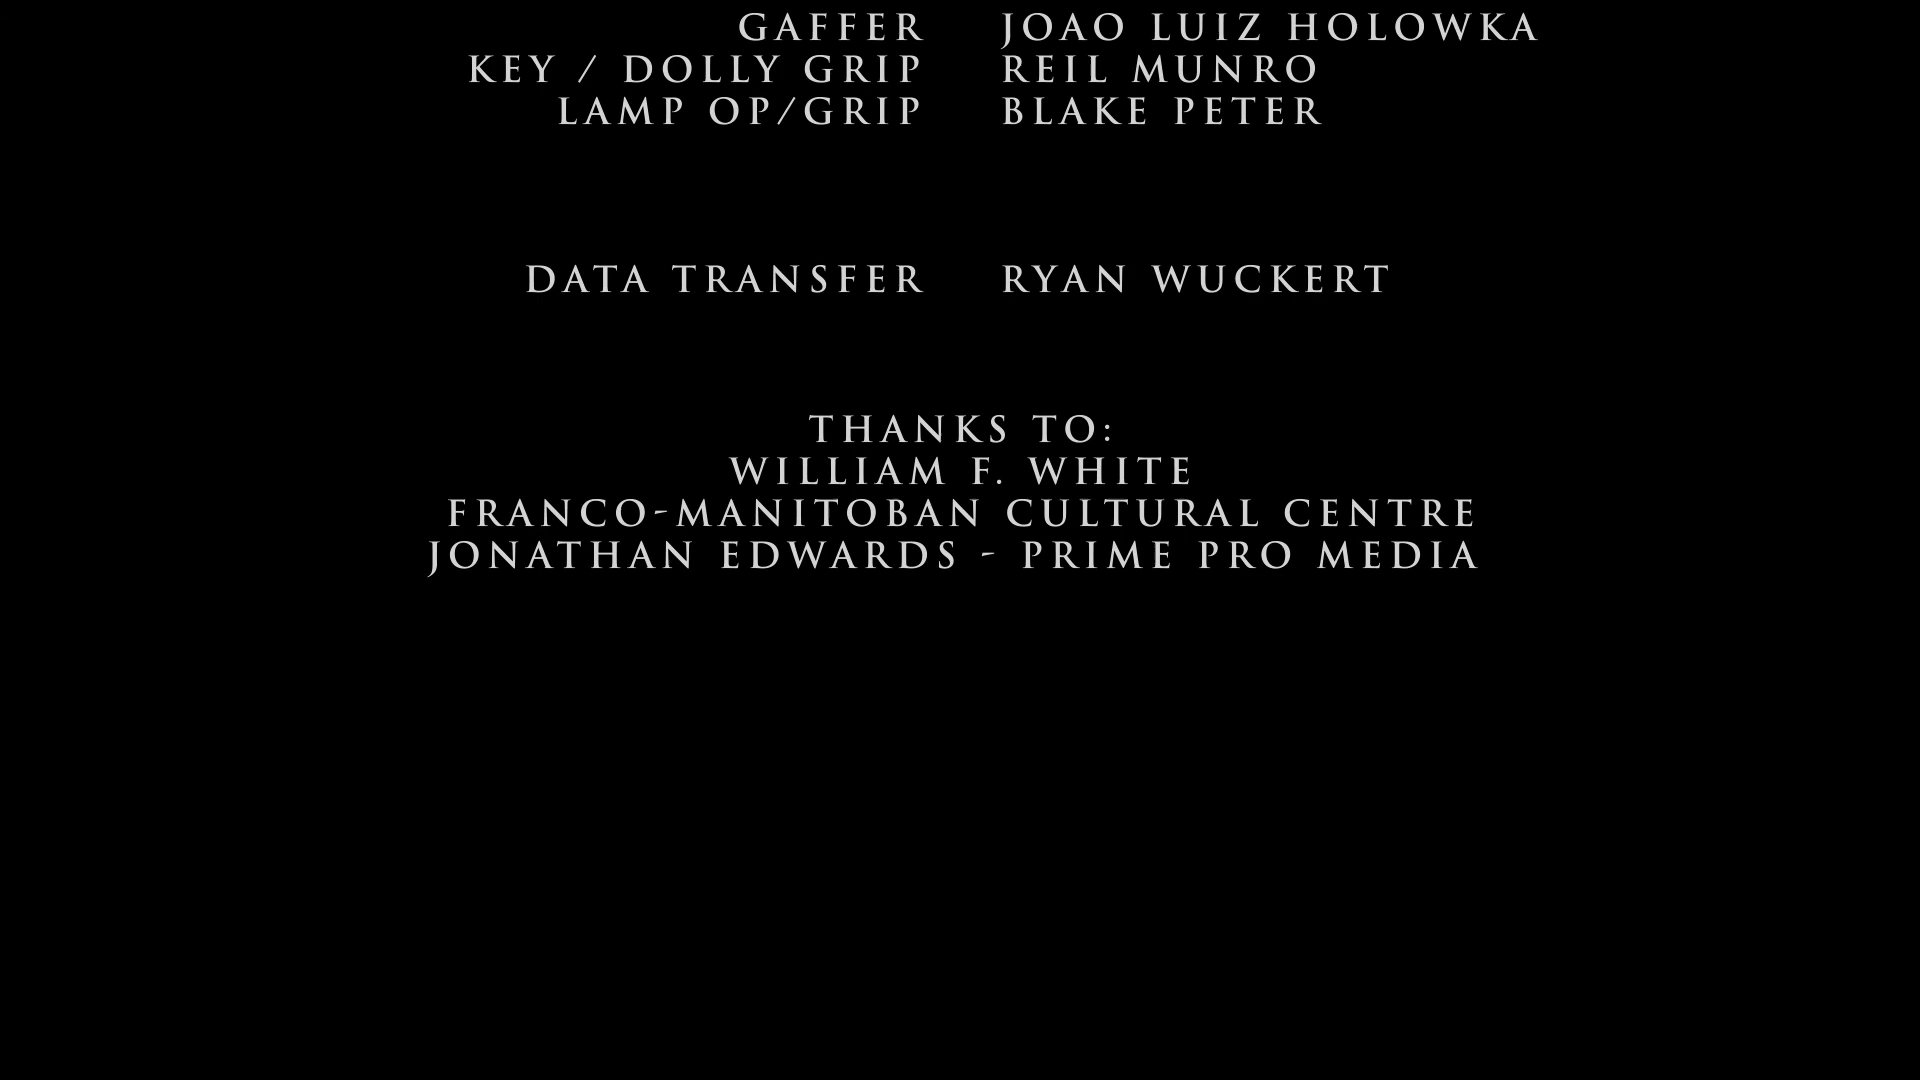 GAFFER JOAO LUIZ HOLOWKA
KEY / DOLLY GRIP REIL MUNRO
LAMP OP/GRIP BLAKE PETER
DATA TRANSFER RYAN WUCKERT
THANKS TO:
WILLIAM F. WHITE
FRANCO-MANITOBAN CULTURAL CENTRE
JONATHAN EDWARDS - PRIME PRO MEDIA